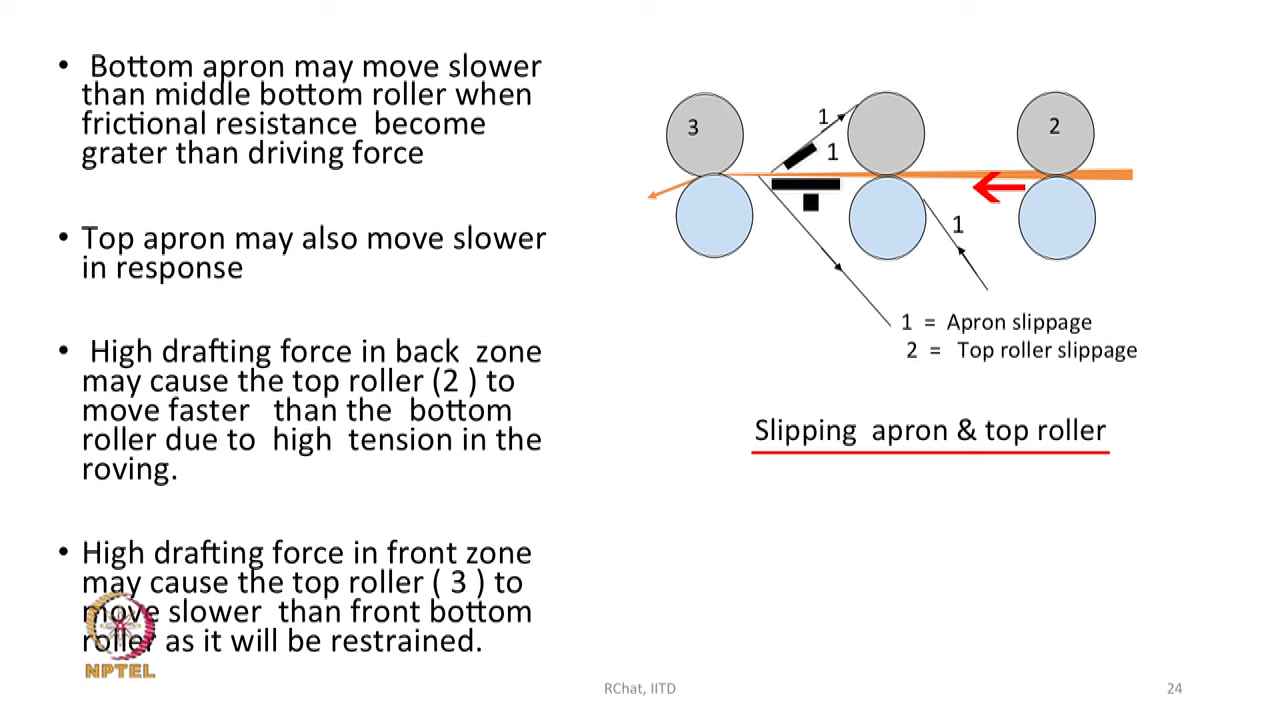 • Bottom apron may move slower
than middle bottom roller when
frictional resistance become
grater than driving force
• Top apron may also move slower
in response
• High drafting force in back zone
may cause the top roller (2 ) to
move faster than the bottom
roller due to high tension in the
roving.
• High drafting force in front zone
may cause the top roller ( 3 ) to
move slower than front bottom
roller as it will be restrained.
NPTEL
3
1
1
2
1
1 = Apron slippage
2 = Top roller slippage
Slipping apron & top roller
RChat, IITD
24